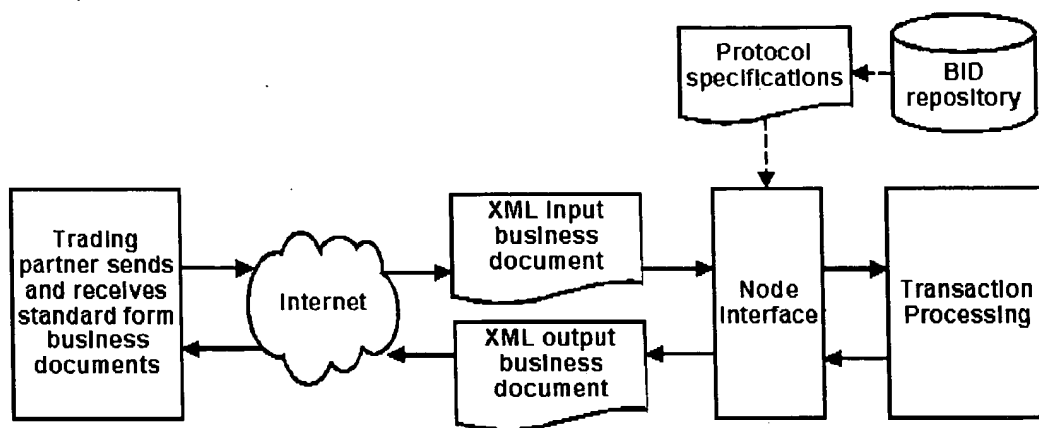 Protocol
specifications
BID
repository
Trading
partner sends
and receives
standard form
business
documents
Internet
XML Input
business
document
XML output
business
document
Node
Interface
Transaction
Processing